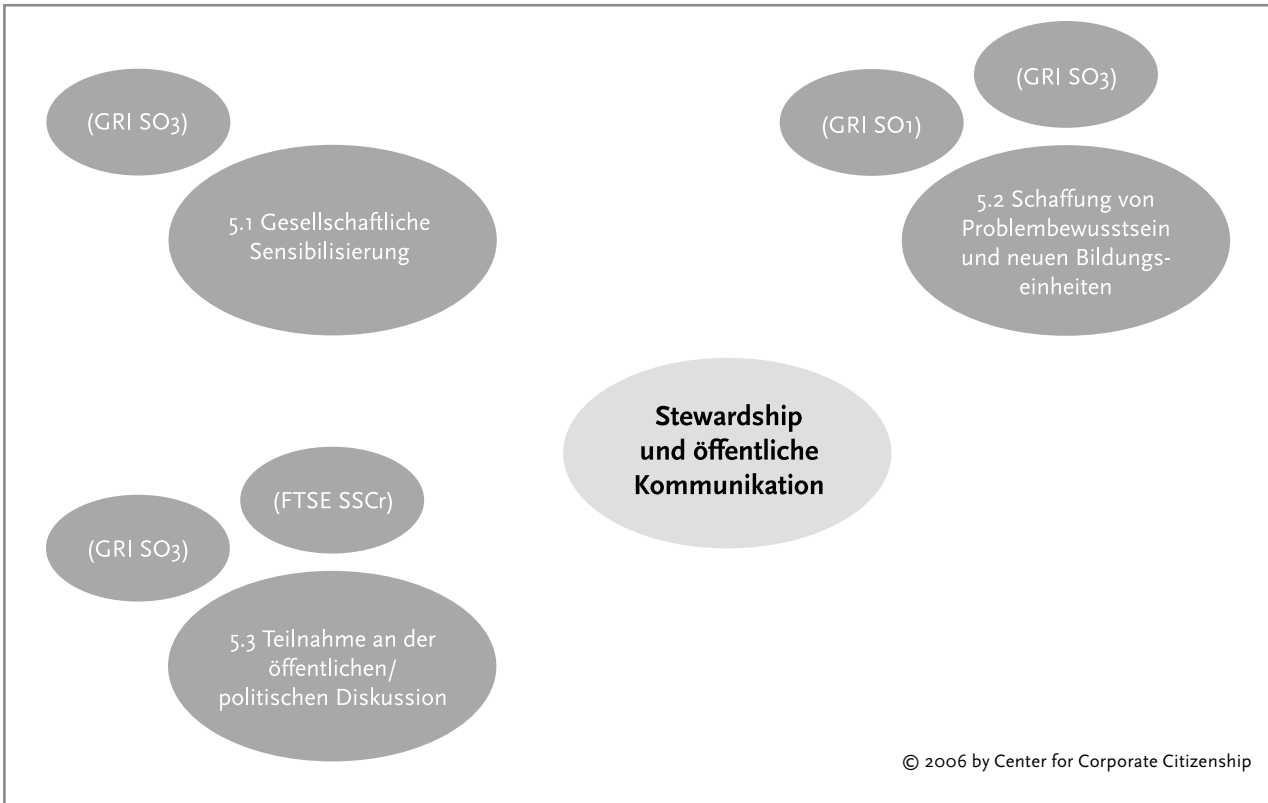 (GRI SO3)
5.1 Gesellschaftliche
Sensibilisierung
(GRI SO1)
(GRI SO3)
5.2 Schaffung von
Problembewusstsein
und neuen Bildungs-
einheiten
Stewardship
und öffentliche
Kommunikation
(GRI SO3)
(FTSE SSCr)
5.3 Teilnahme an der
öffentlichen/
politischen Diskussion
© 2006 by Center for Corporate Citizenship